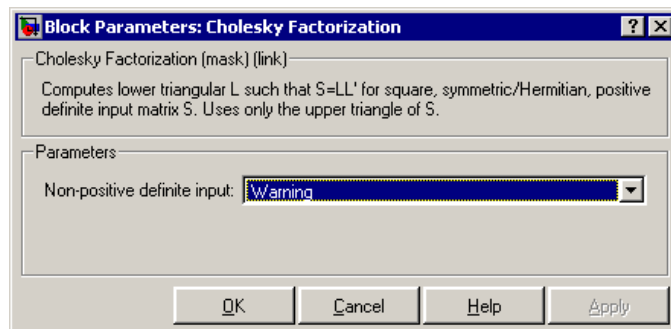 Block Parameters: Cholesky Factorization
Cholesky Factorization (mask) (link)
Computes lower triangular L such that S=LL' for square, symmetric/Hermitian, positive
definite input matrix S. Uses only the upper triangle of S.
Parameters
Non-positive definite input: Warning
OK Cancel Help Apply